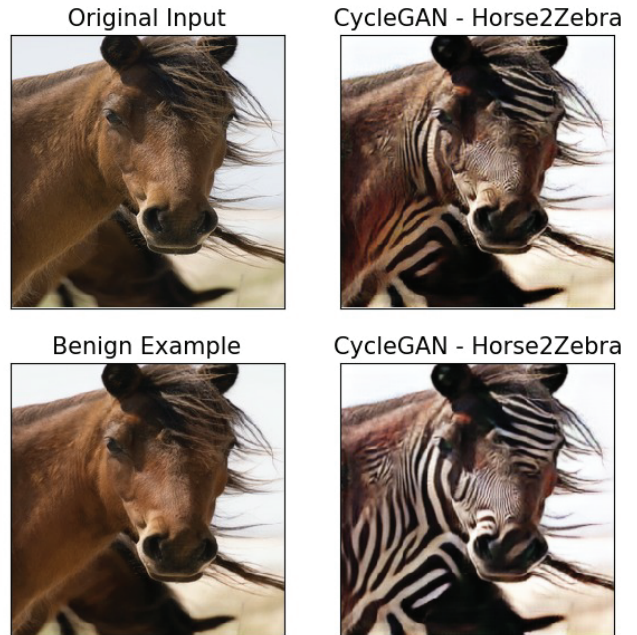 Original Input
CycleGAN - Horse2Zebra
Benign Example
CycleGAN - Horse2Zebra